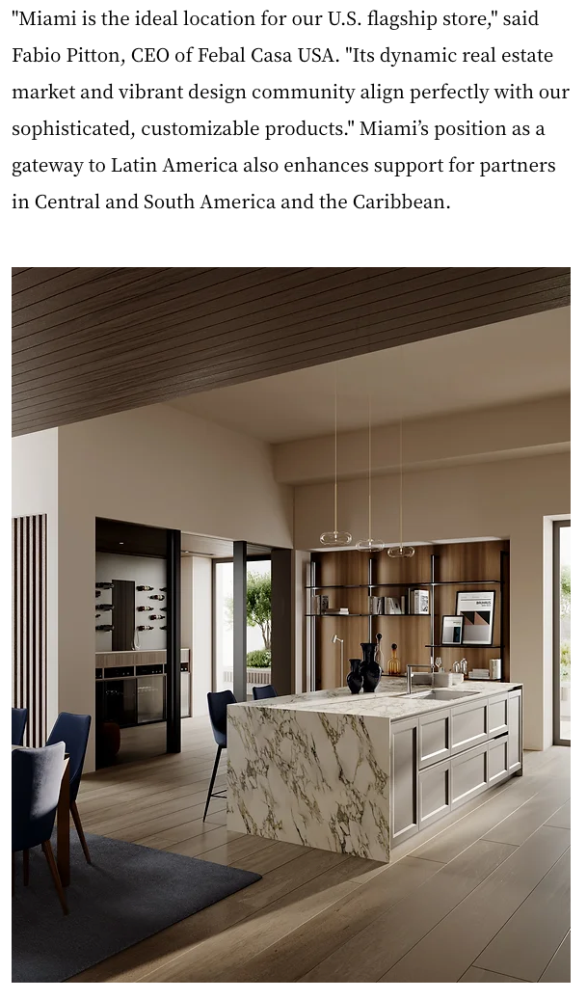 "Miami is the ideal location for our U.S. flagship store," said
Fabio Pitton, CEO of Febal Casa USA. "Its dynamic real estate
market and vibrant design community align perfectly with our
sophisticated, customizable products." Miami’s position as a
gateway to Latin America also enhances support for partners
in Central and South America and the Caribbean.